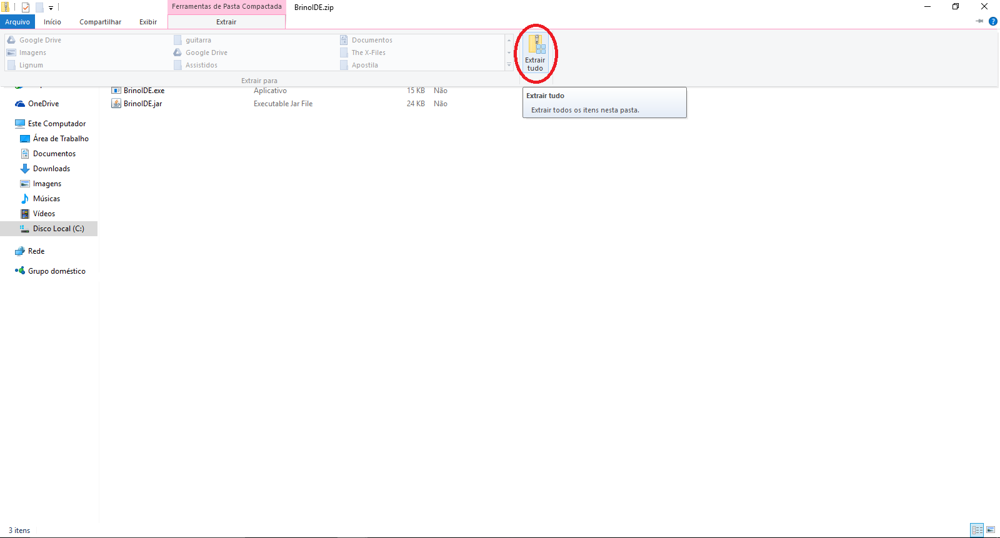 Ferramentas de Pasta Compactada BrinoIDE.zip
Arquivo Início Compartilhar Exibir Extrair
Google Drive guitarra Documentos
Imagens Google Drive The X-Files
Lignum Assistidos Apostila
Extrair
tudo
Extrair para
BrinoIDE.exe Aplicativo 15 KB Não
BrinoIDE.jar Executable Jar File 24 KB Não
Extrair tudo
Extrair todos os itens nesta pasta.
OneDrive
Este Computador
Área de Trabalho
Documentos
Downloads
Imagens
Músicas
Vídeos
Disco Local (C:)
Rede
Grupo doméstico
3 itens